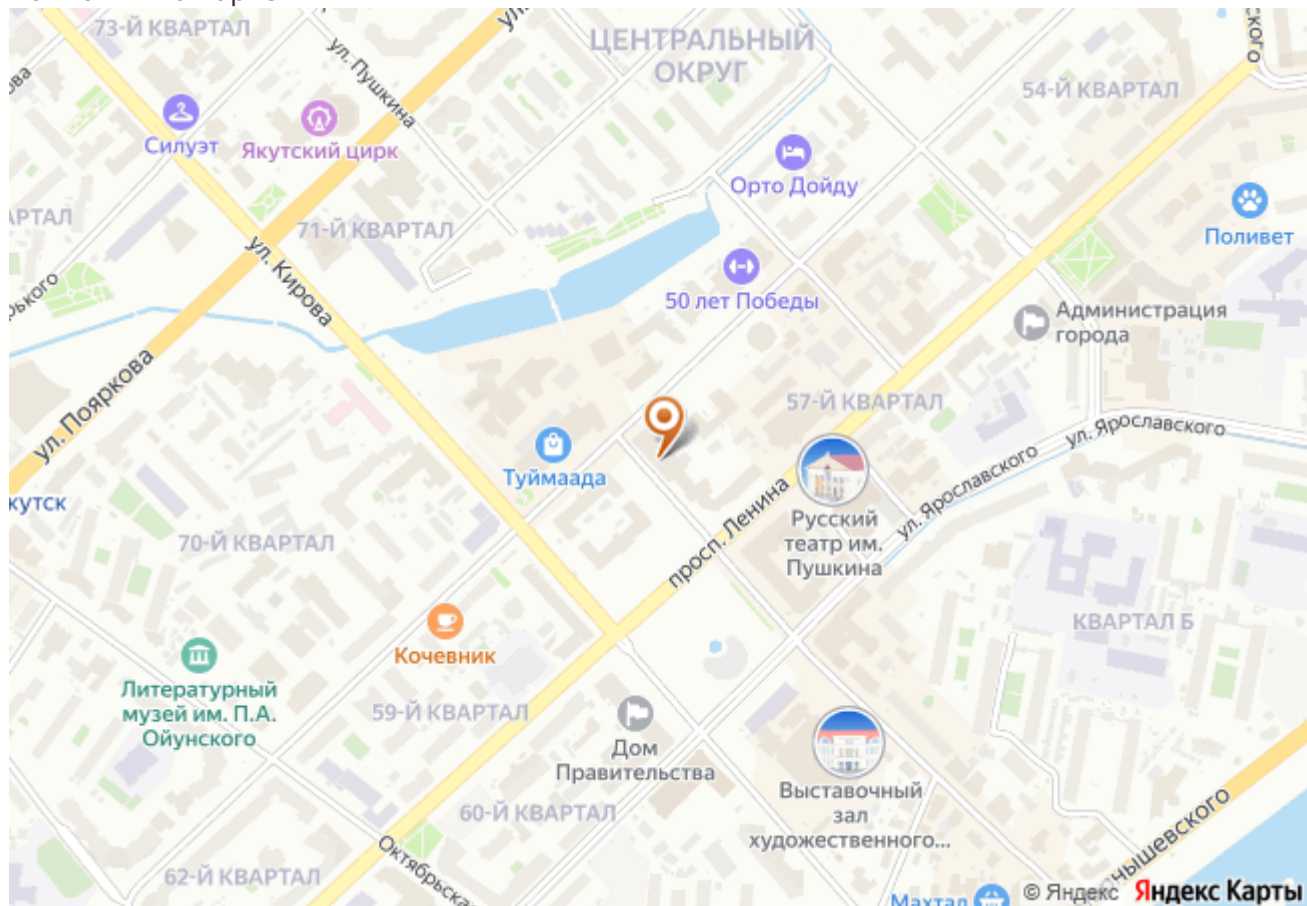 73-Й КВАРТАЛ
ул. Пушкина
ЦЕНТРАЛЬНЫЙ
ОКРУГ
54-Й КВАРТАЛ
Силуэт
Якутский цирк
Орто Дойду
71-Й КВАРТАЛ
ул. Кирова
Поливет
50 лет Победы
Администрация
города
ул. Пояркова
57-Й КВАРТАЛ
ул. Ярославского
Туймаада
просп. Ленина
ул. Ярославского
Русский
театр им.
Пушкина
70-Й КВАРТАЛ
КВАРТАЛ Б
Кочевник
Литературный
музей им. П.А.
Ойунского
59-Й КВАРТАЛ
Дом
Правительства
Выставочный
зал
художественного...
60-Й КВАРТАЛ
Октябрьская
62-Й КВАРТАЛ
нышевского
Махтал
© Яндекс Яндекс Карты